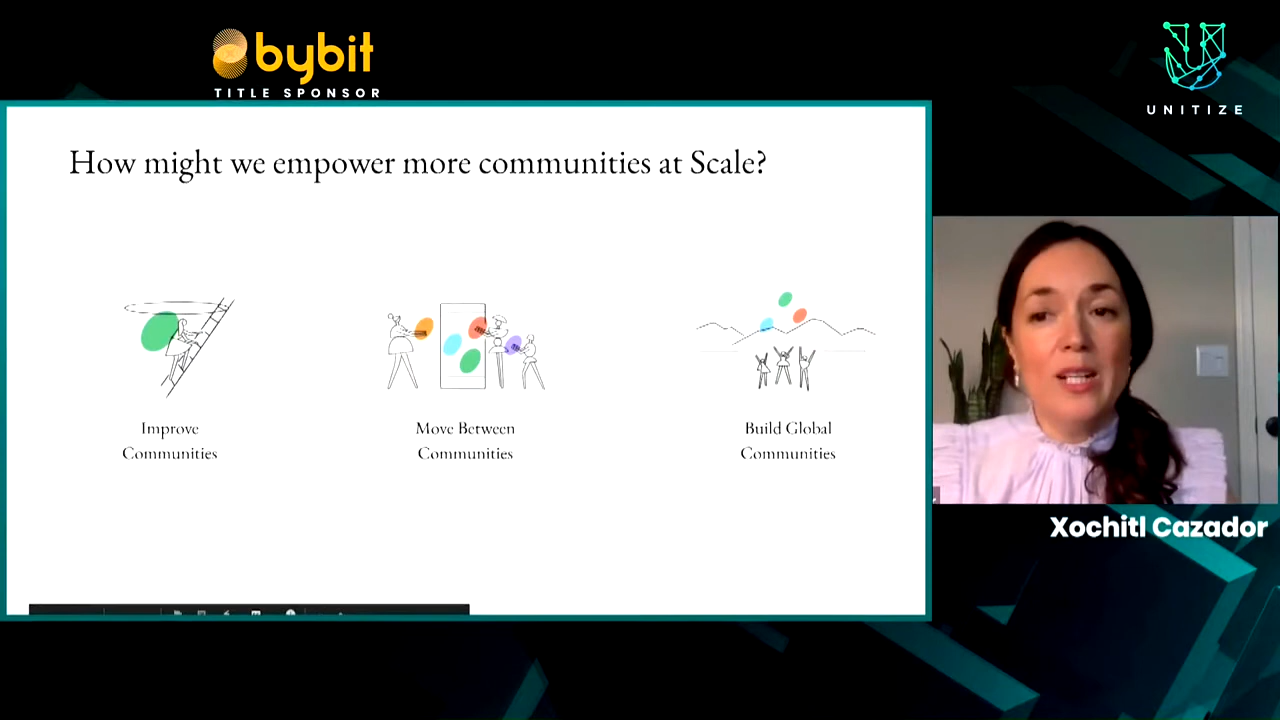 bybit
TITLE SPONSOR
UNITIZE
How might we empower more communities at Scale?
Improve
Communities
Move Between
Communities
Build Global
Communities
Xochitl Cazador